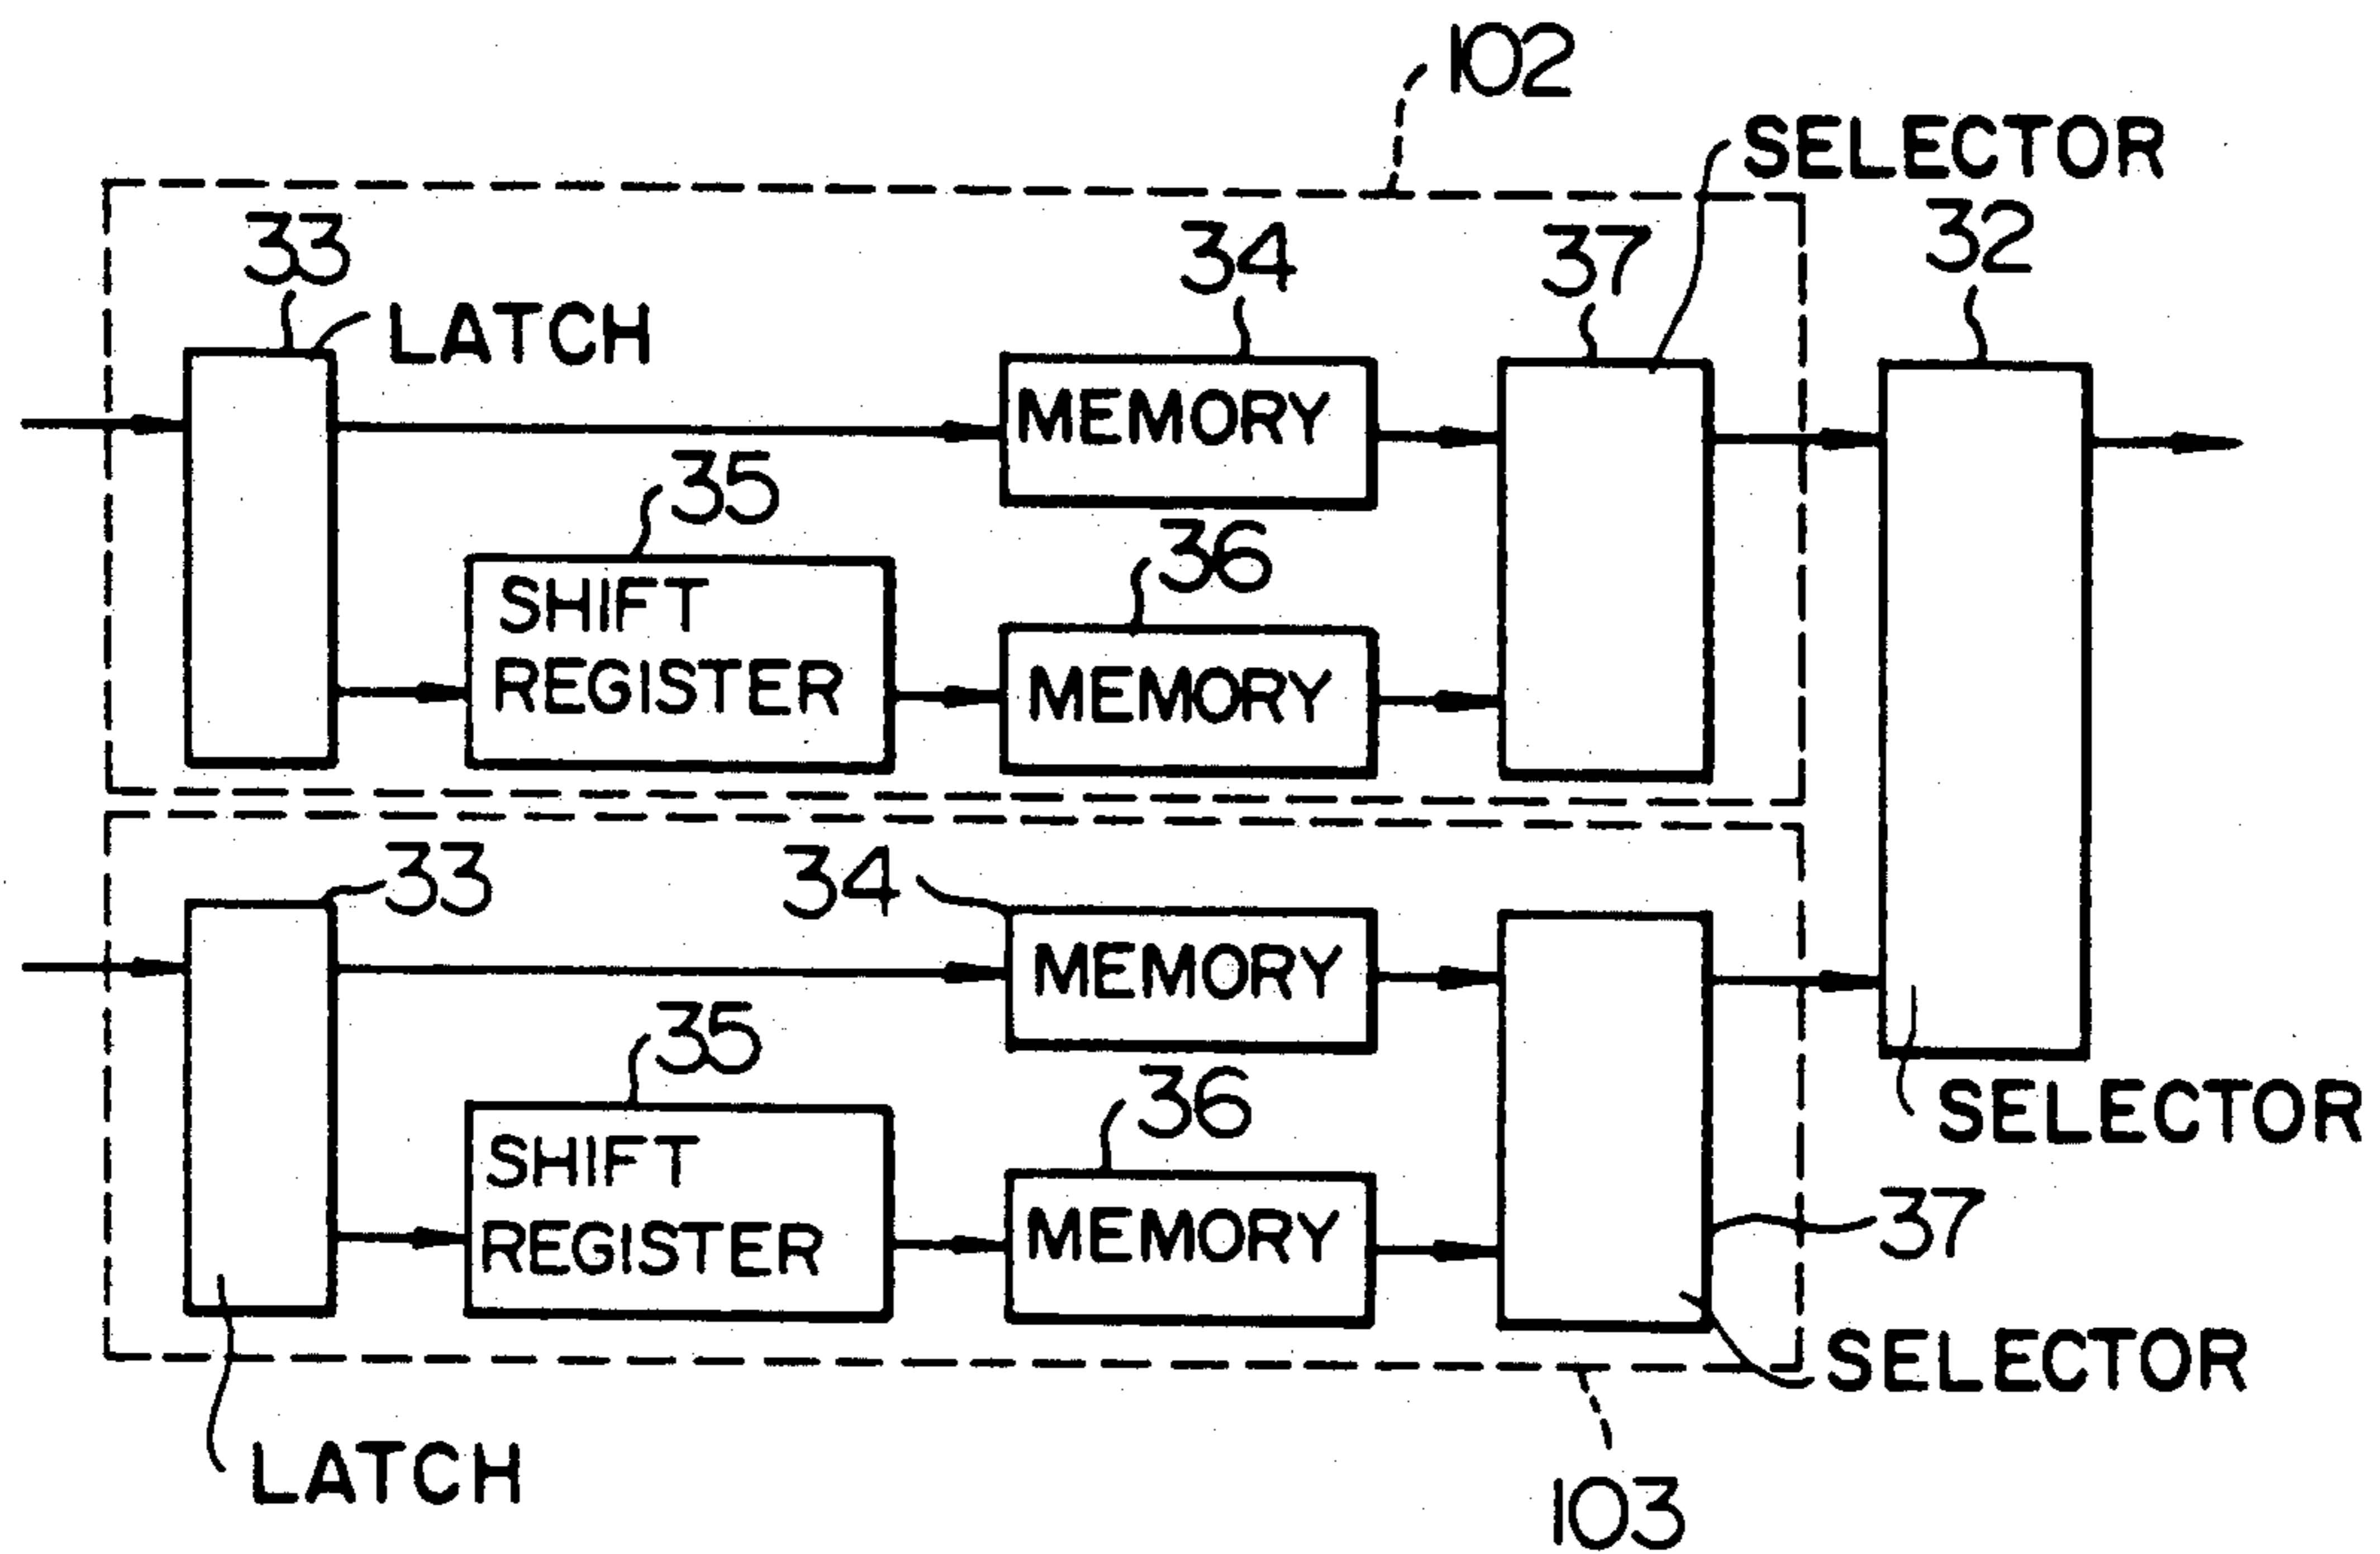 102
SELECTOR
33
34
37
32
LATCH
MEMORY
35
36
SHIFT
REGISTER
MEMORY
33
34
MEMORY
35
36
SELECTOR
SHIFT
REGISTER
MEMORY
37
SELECTOR
LATCH
103